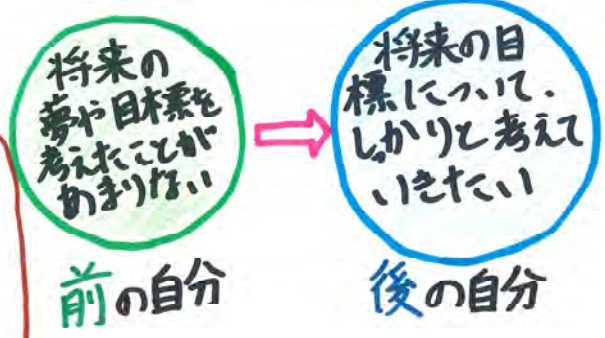 将来の
夢や目標を
考えたことが
あまりない
前の自分
将来の目
標について、
しっかりと考えて
いきたい
後の自分